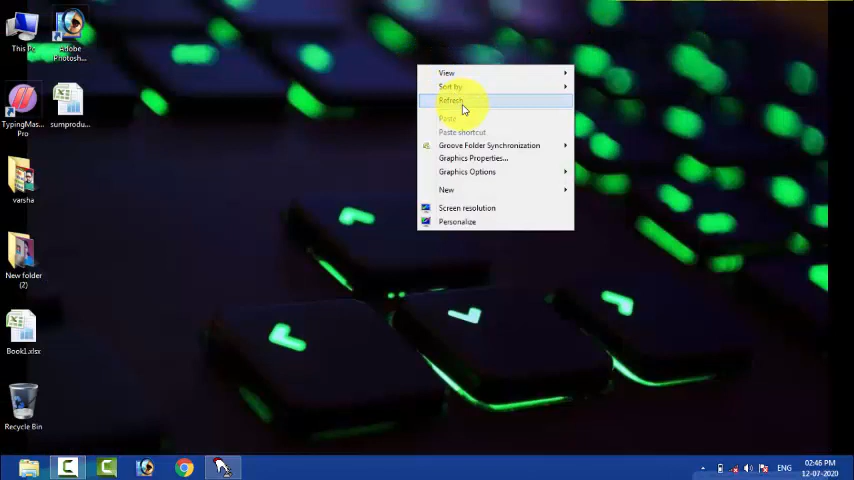 This Pc
Adobe
Photosh...
TypingMas...
Pro
sumproduc...
varsha
New folder
(2)
Book1.xlsx
Recycle Bin
View
Sort by
Refresh
Paste
Paste shortcut
Groove Folder Synchronization
Graphics Properties...
Graphics Options
New
Screen resolution
Personalize
ENG
02:46 PM
12-07-2020